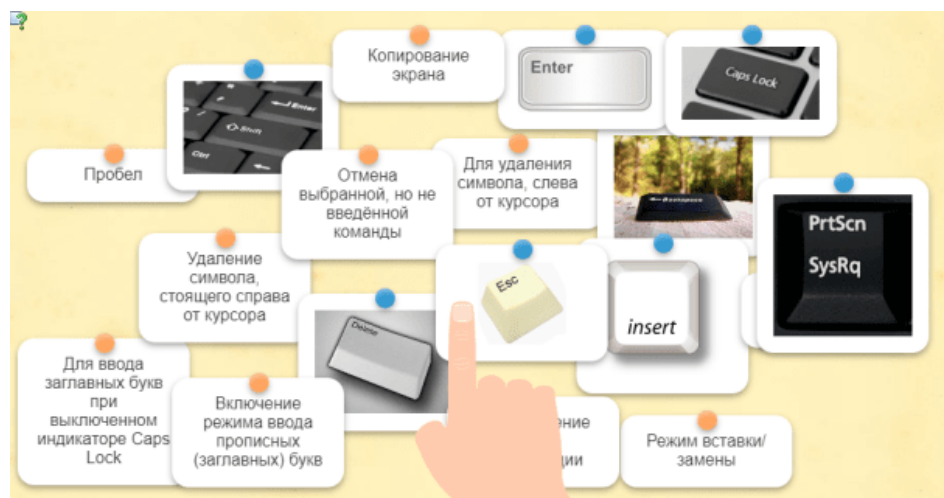 Копирование
экрана
Enter
Caps Lock
Enter
Shift
Ctrl
Пробел
Отмена
выбранной, но не
введённой
команды
Для удаления
символа, слева
от курсора
Backspace
PrtScn
SysRq
Удаление
символа,
стоящего справа
от курсора
Esc
insert
Delete
Для ввода
заглавных букв
при
выключенном
индикаторе Caps
Lock
Включение
режима ввода
прописных
(заглавных) букв
Режим вставки/
замены